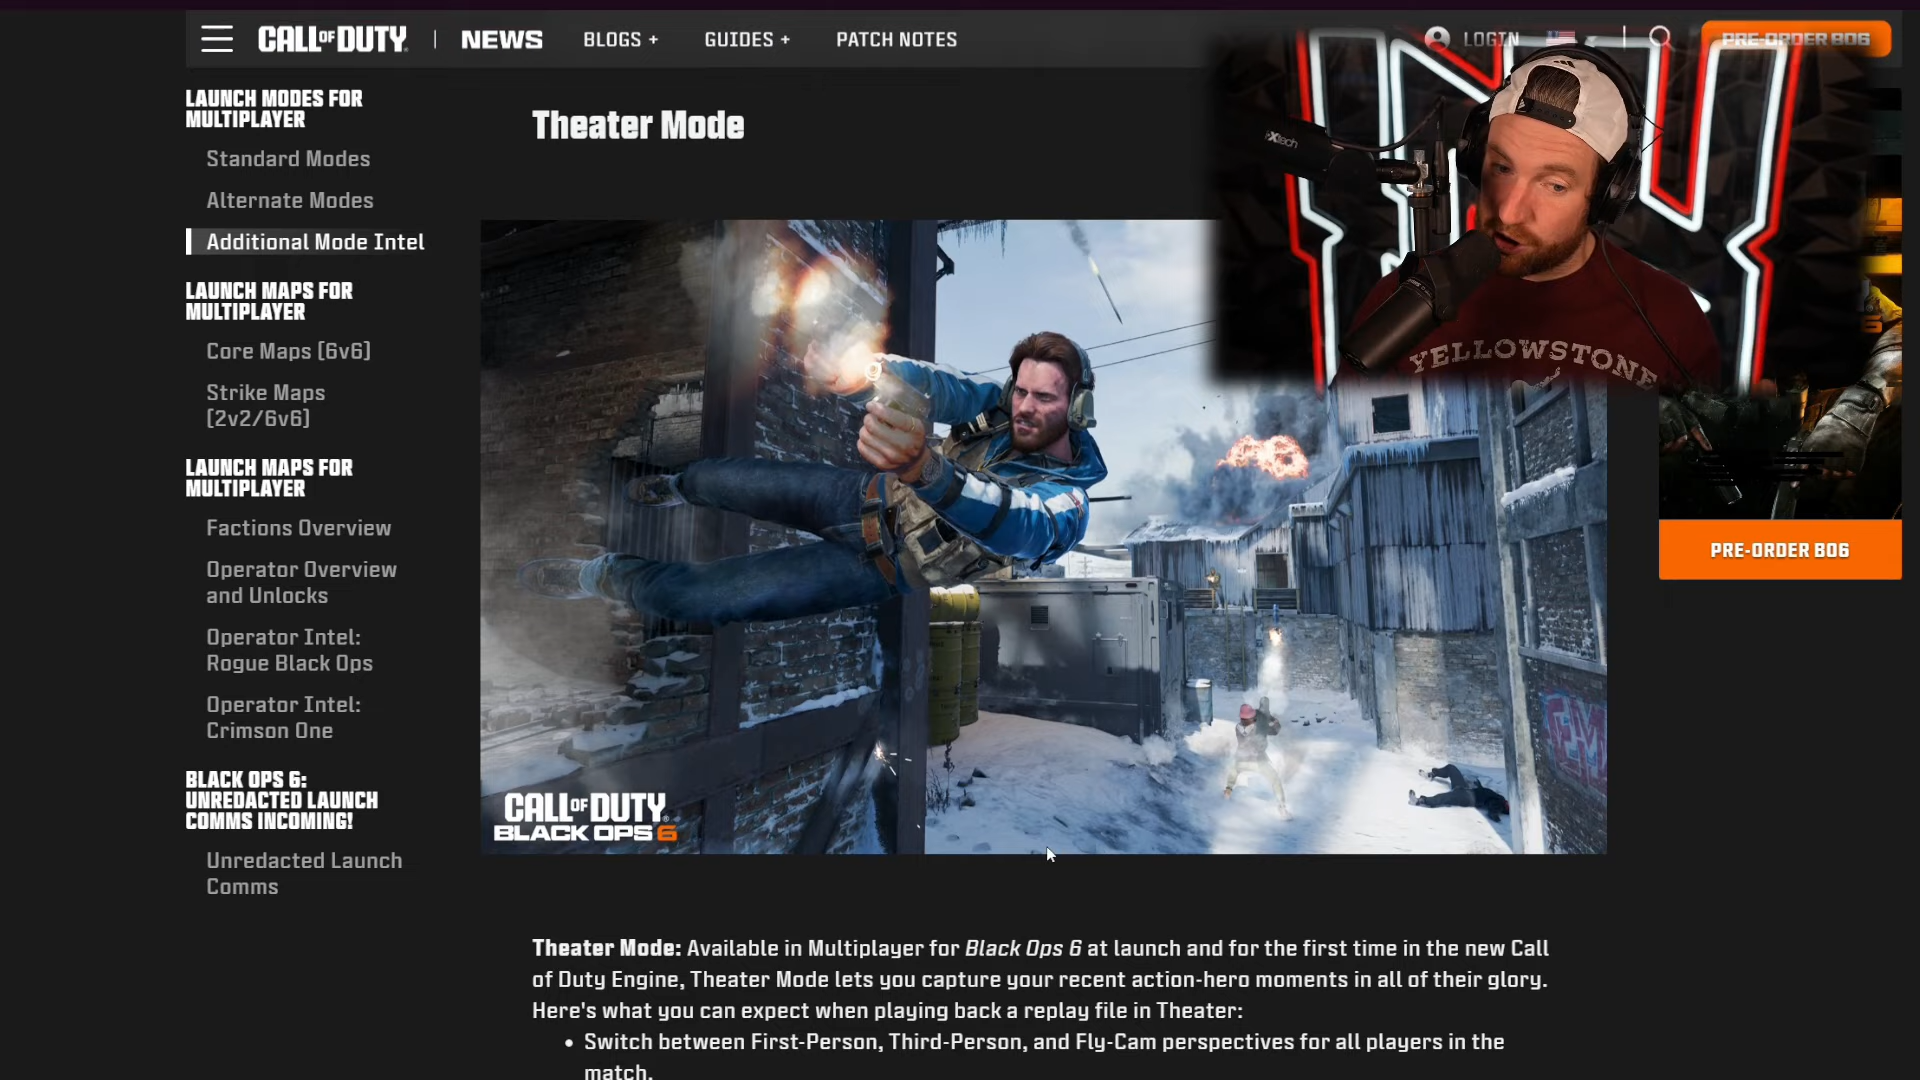 CALL OF DUTY | NEWS BLOGS + GUIDES + PATCH NOTES LOGIN PRE-ORDER BO6
LAUNCH MODES FOR
MULTIPLAYER
Standard Modes
Alternate Modes
Additional Mode Intel
LAUNCH MAPS FOR
MULTIPLAYER
Core Maps [6v6]
Strike Maps
[2v2/6v6]
LAUNCH MAPS FOR
MULTIPLAYER
Factions Overview
Operator Overview
and Unlocks
Operator Intel:
Rogue Black Ops
Operator Intel:
Crimson One
BLACK OPS 6:
UNREDACTED LAUNCH
COMMS INCOMING!
Unredacted Launch
Comms
Theater Mode
YELLOWSTONE
CALL OF DUTY
BLACK OPS 6
PRE-ORDER BO6
Theater Mode: Available in Multiplayer for Black Ops 6 at launch and for the first time in the new Call
of Duty Engine, Theater Mode lets you capture your recent action-hero moments in all of their glory.
Here's what you can expect when playing back a replay file in Theater:
• Switch between First-Person, Third-Person, and Fly-Cam perspectives for all players in the
match.